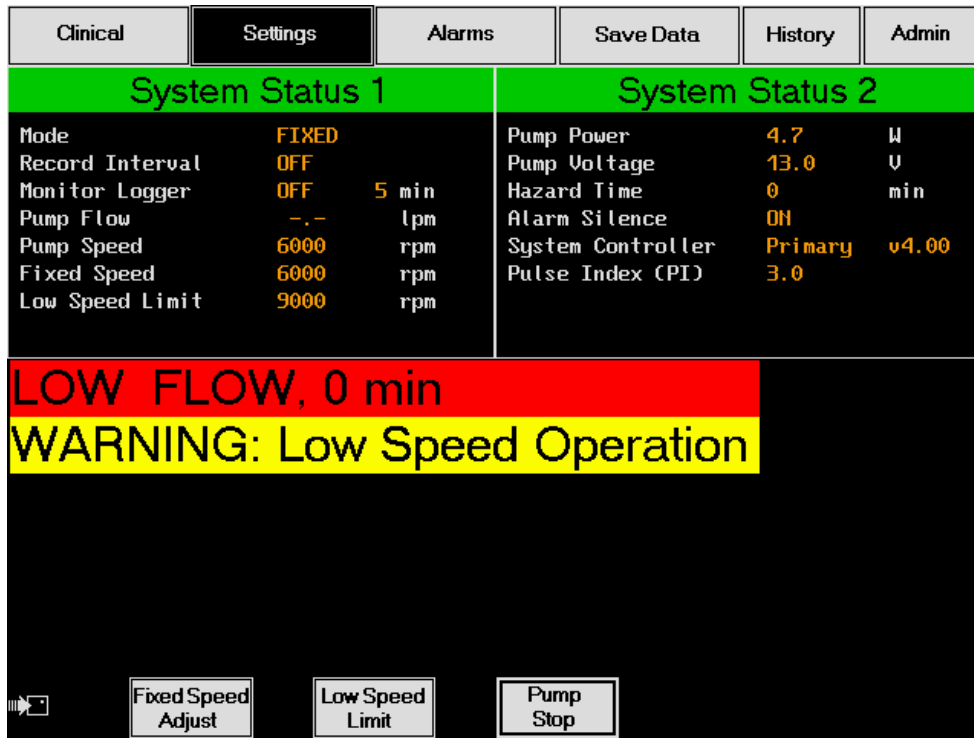 Clinical Settings Alarms Save Data History Admin
System Status 1
Mode FIXED
Record Interval OFF
Monitor Logger OFF 5 min
Pump Flow -.- lpm
Pump Speed 6000 rpm
Fixed Speed 6000 rpm
Low Speed Limit 9000 rpm
System Status 2
Pump Power 4.7 W
Pump Voltage 13.0 V
Hazard Time 0 min
Alarm Silence ON
System Controller Primary v4.00
Pulse Index (PI) 3.0
LOW FLOW, 0 min
WARNING: Low Speed Operation
Fixed Speed
Adjust
Low Speed
Limit
Pump
Stop